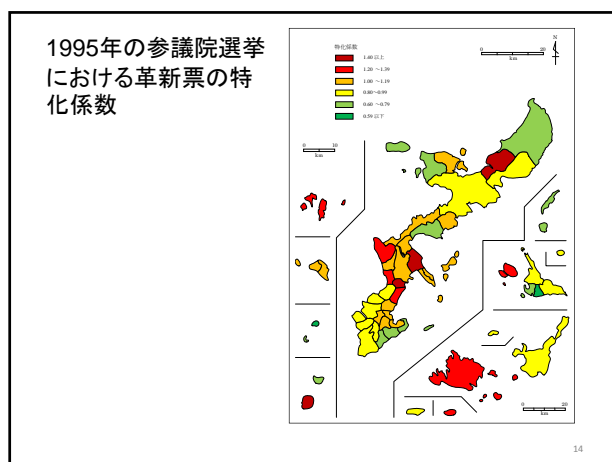 1995年の参議院選挙
における革新票の特
化係数
特化係数
1.40 以上
1.20 ～1.39
1.00 ～1.19
0.80～0.99
0.60 ～0.79
0.59 以下
0 20
km
N
0 10
km
0 20
km
14